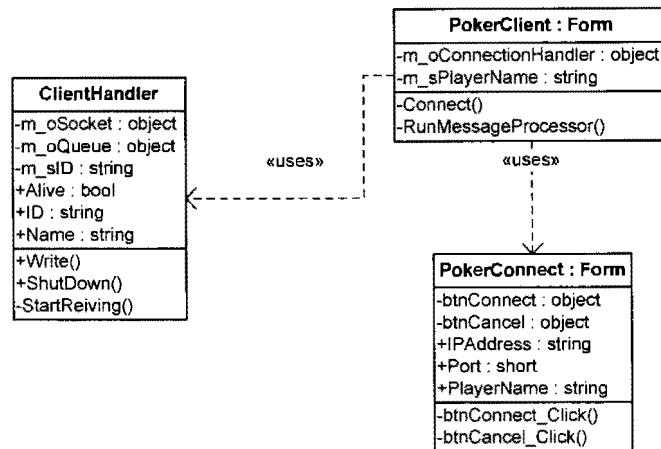 PokerClient : Form
-m_oConnectionHandler : object
-m_sPlayerName : string
-Connect()
-RunMessageProcessor()
ClientHandler
-m_oSocket : object
-m_oQueue : object
-m_sID : string
+Alive : bool
+ID : string
+Name : string
+Write()
+ShutDown()
-StartReiving()
«uses»
«uses»
PokerConnect : Form
-btnConnect : object
-btnCancel : object
+IPAddress : string
+Port : short
+PlayerName : string
-btnConnect_Click()
-btnCancel_Click()